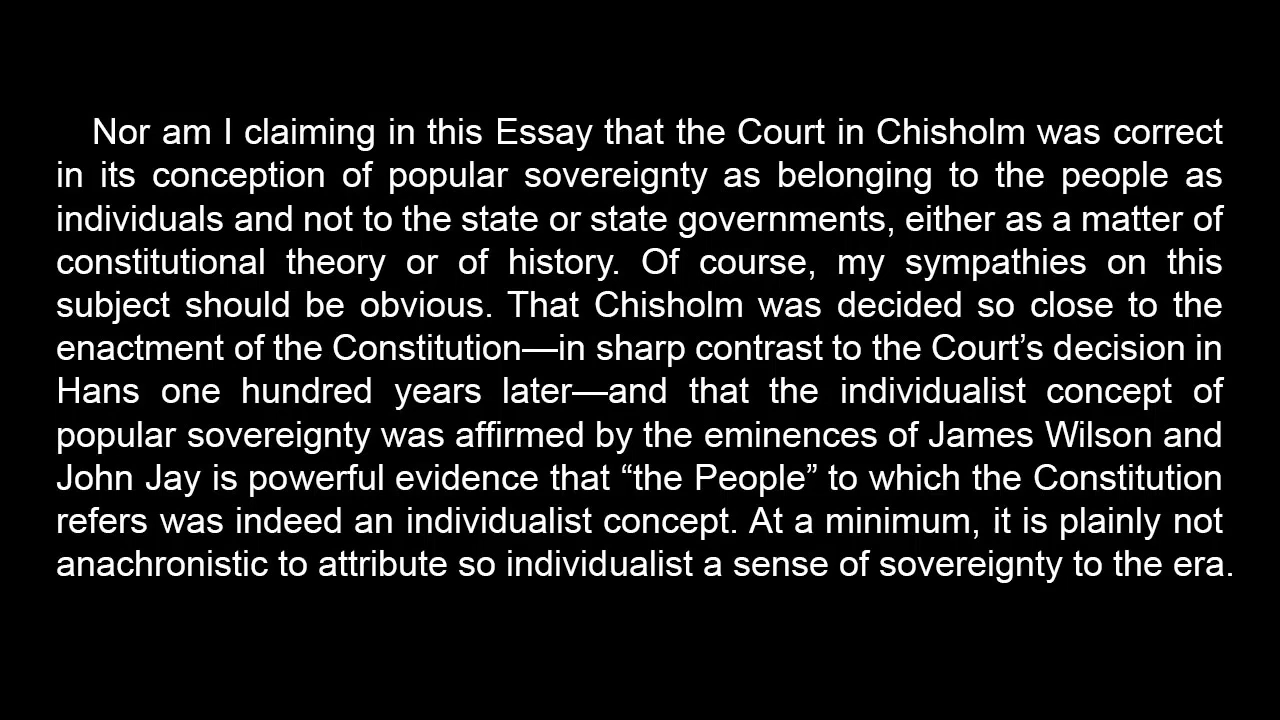 Nor am I claiming in this Essay that the Court in Chisholm was correct
in its conception of popular sovereignty as belonging to the people as
individuals and not to the state or state governments, either as a matter of
constitutional theory or of history. Of course, my sympathies on this
subject should be obvious. That Chisholm was decided so close to the
enactment of the Constitution—in sharp contrast to the Court’s decision in
Hans one hundred years later—and that the individualist concept of
popular sovereignty was affirmed by the eminences of James Wilson and
John Jay is powerful evidence that “the People” to which the Constitution
refers was indeed an individualist concept. At a minimum, it is plainly not
anachronistic to attribute so individualist a sense of sovereignty to the era.